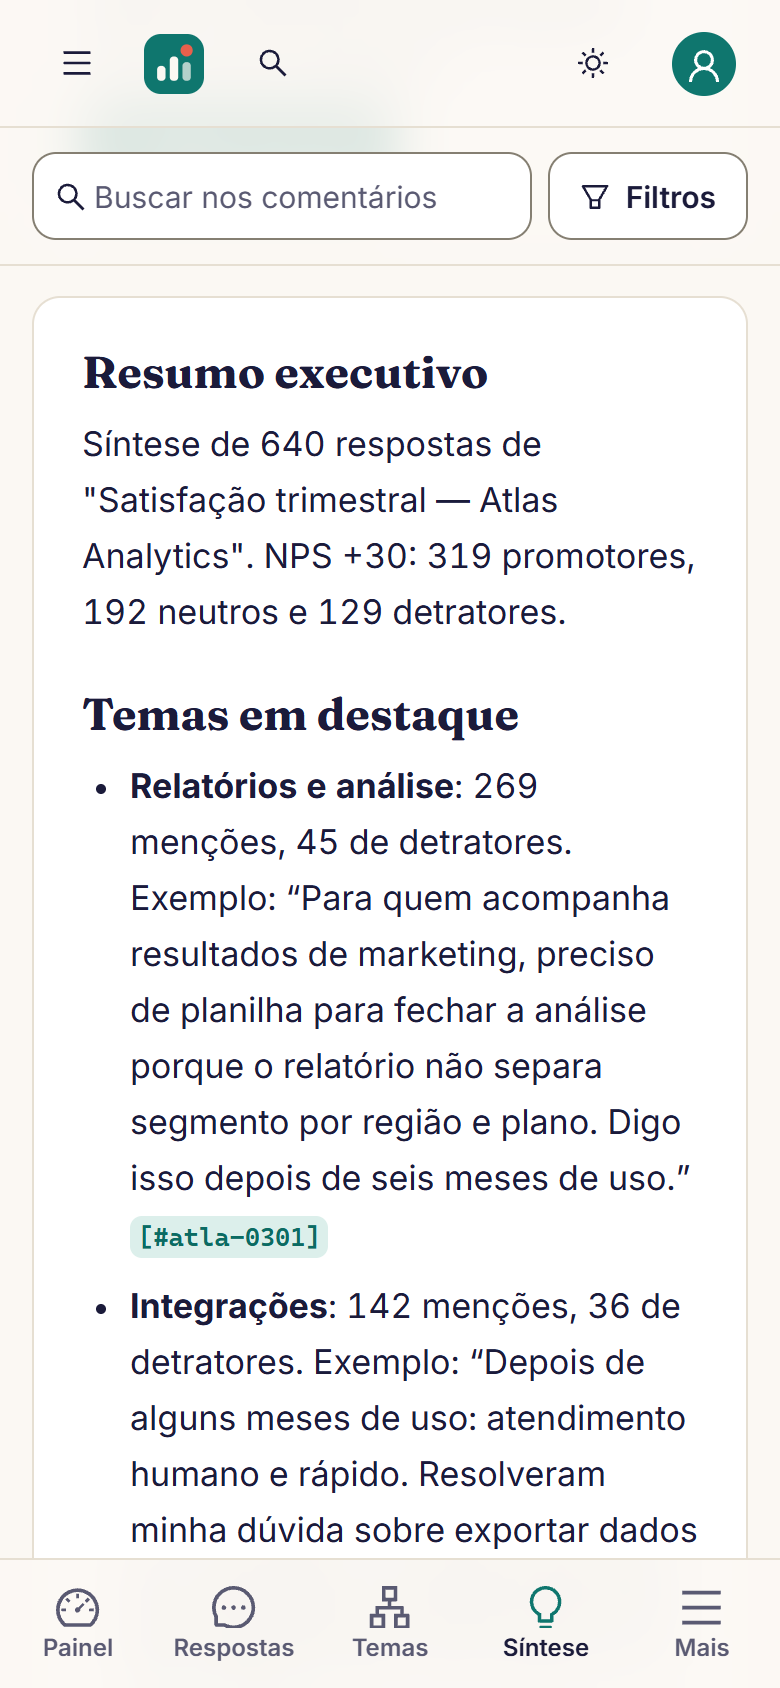 Buscar nos comentários
Filtros
Resumo executivo
Síntese de 640 respostas de
"Satisfação trimestral — Atlas
Analytics". NPS +30: 319 promotores,
192 neutros e 129 detratores.
Temas em destaque
• Relatórios e análise: 269
menções, 45 de detratores.
Exemplo: “Para quem acompanha
resultados de marketing, preciso
de planilha para fechar a análise
porque o relatório não separa
segmento por região e plano. Digo
isso depois de seis meses de uso.”
[#atla-0301]
• Integrações: 142 menções, 36 de
detratores. Exemplo: “Depois de
alguns meses de uso: atendimento
humano e rápido. Resolveram
minha dúvida sobre exportar dados
Painel
Respostas
Temas
Síntese
Mais